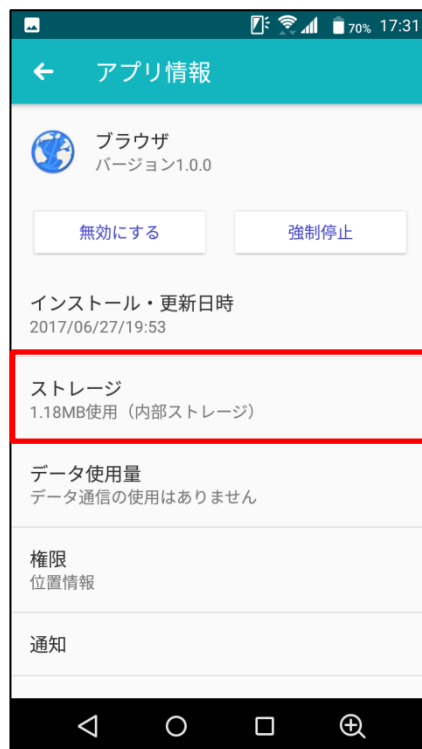 70% 17:31
アプリ情報
ブラウザ
バージョン1.0.0
無効にする 強制停止
インストール・更新日時
2017/06/27/19:53
ストレージ
1.18MB使用（内部ストレージ）
データ使用量
データ通信の使用はありません
権限
位置情報
通知